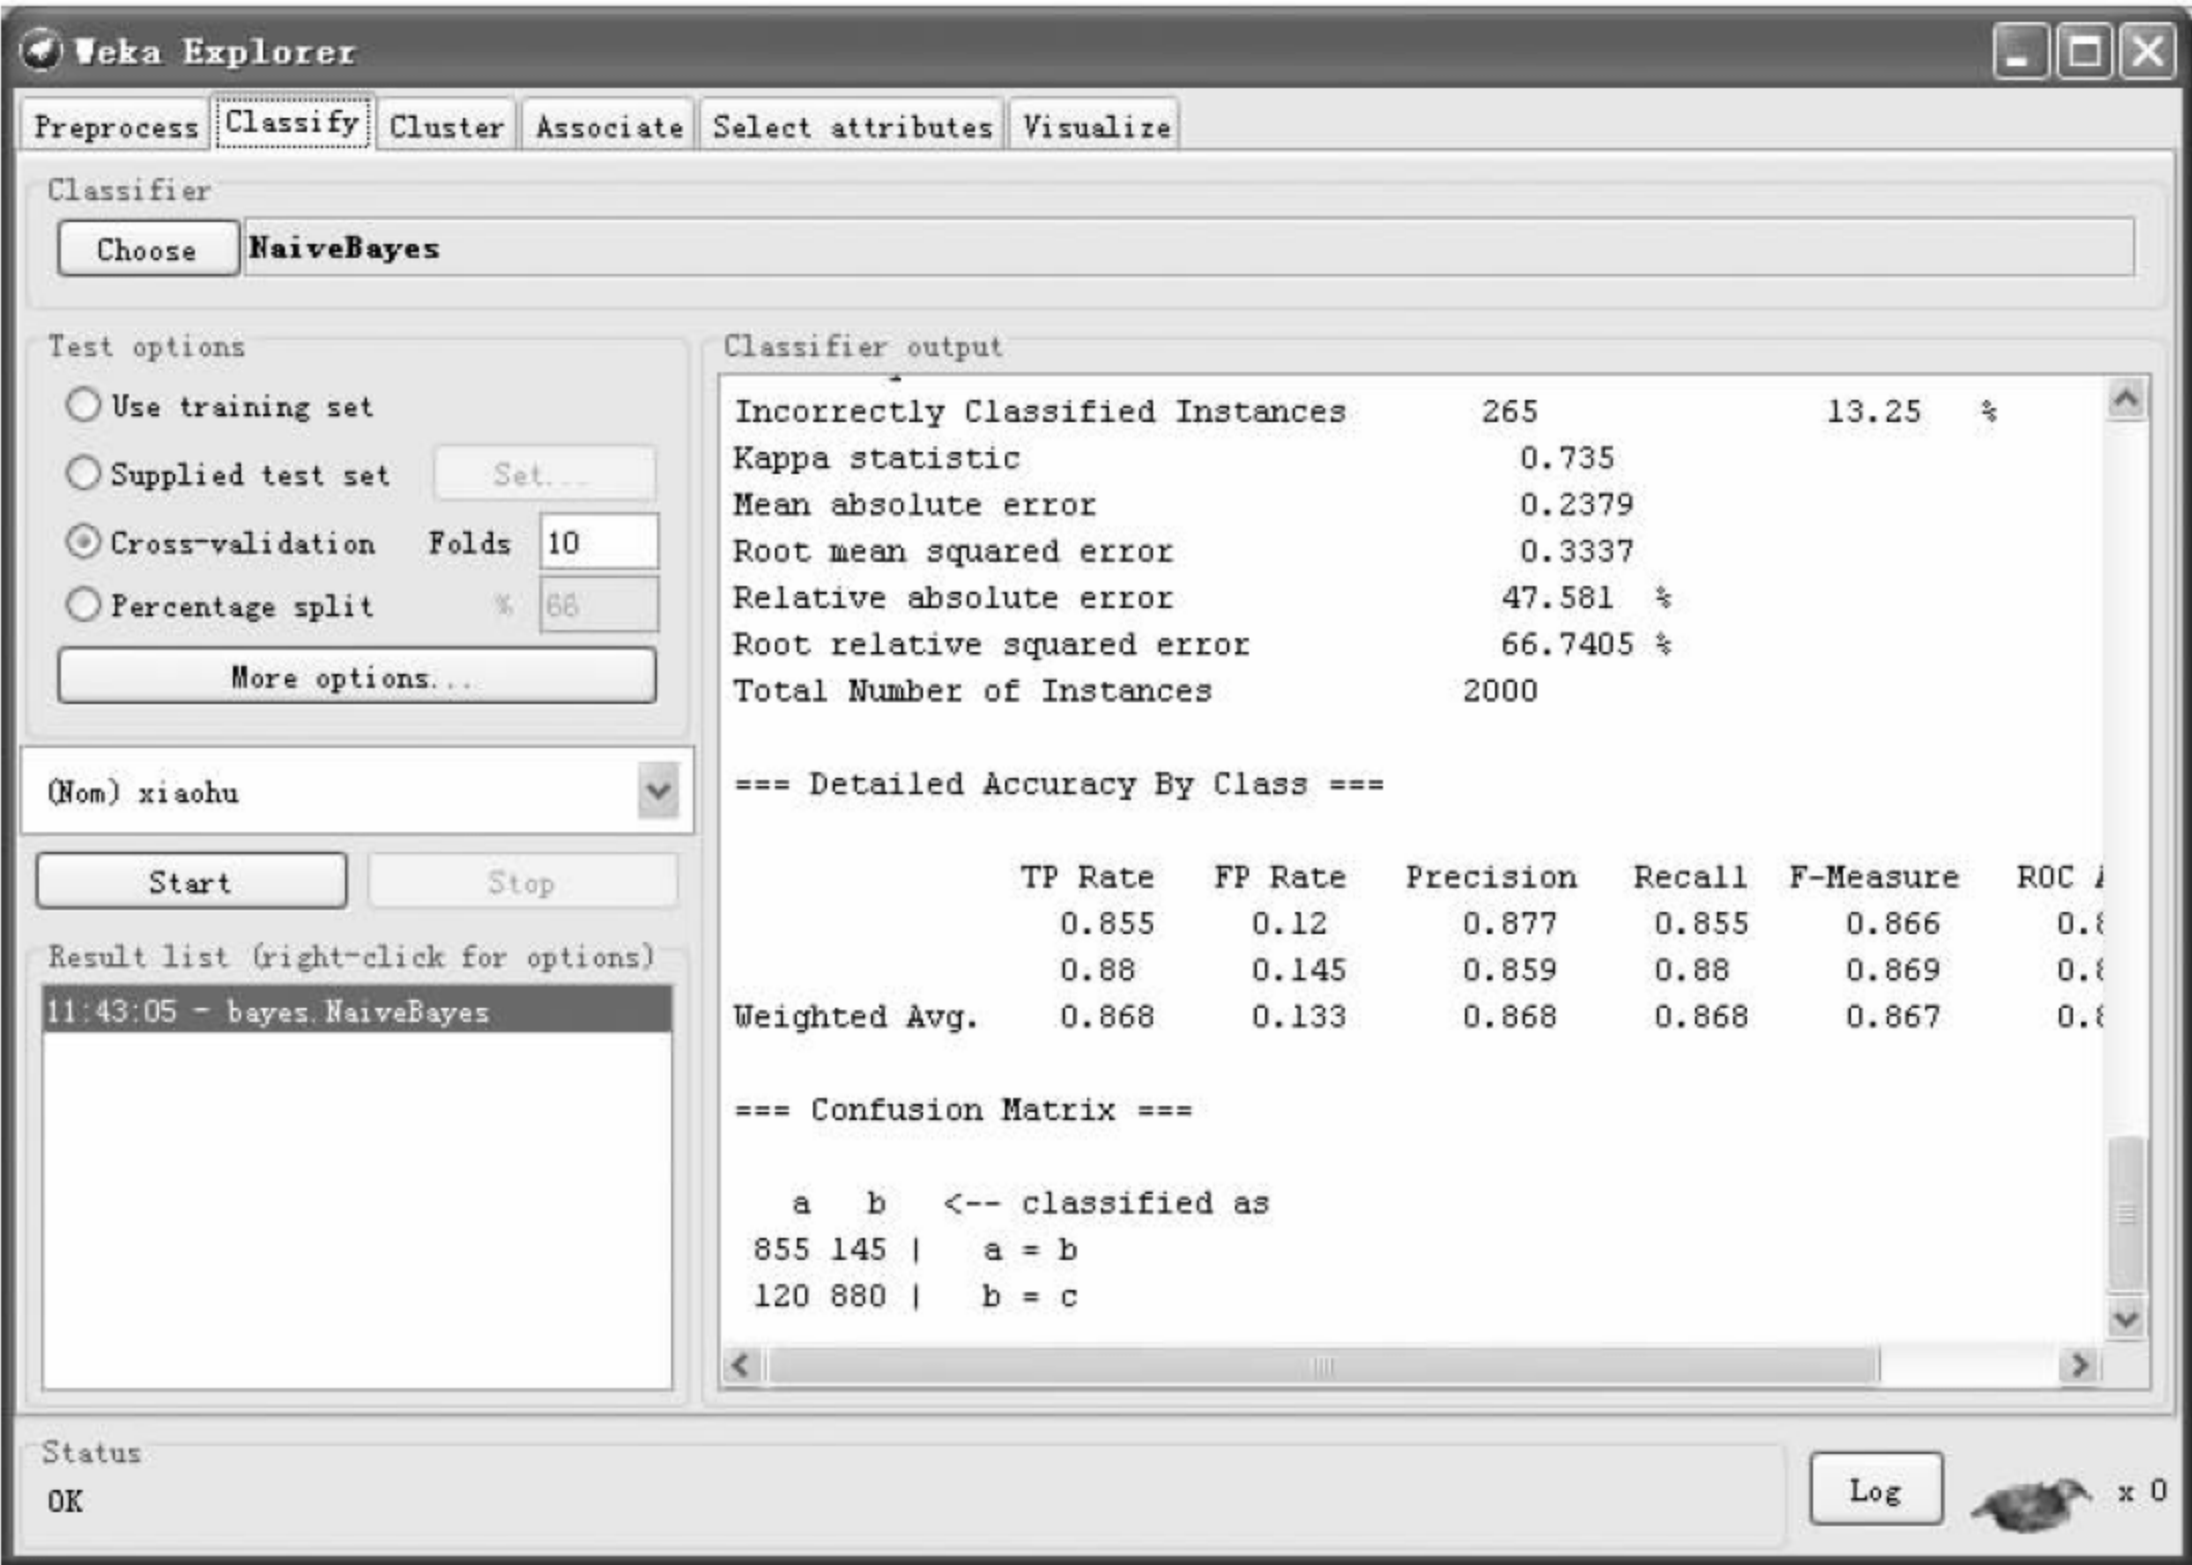 Weka Explorer
Preprocess Classify Cluster Associate Select attributes Visualize
Classifier
Choose NaiveBayes
Test options
Use training set
Supplied test set Set...
Cross-validation Folds 10
Percentage split % 66
More options...
(Nom) xiaohu
Start Stop
Result list (right-click for options)
11:43:05 - bayes.NaiveBayes
Classifier output
Incorrectly Classified Instances 265 13.25 %
Kappa statistic 0.735
Mean absolute error 0.2379
Root mean squared error 0.3337
Relative absolute error 47.581 %
Root relative squared error 66.7405 %
Total Number of Instances 2000
=== Detailed Accuracy By Class ===
TP Rate FP Rate Precision Recall F-Measure ROC
0.855 0.12 0.877 0.855 0.866
0.88 0.145 0.859 0.88 0.869
Weighted Avg. 0.868 0.133 0.868 0.868 0.867
=== Confusion Matrix ===
a b <-- classified as
855 145 | a = b
120 880 | b = c
Status
OK
Log x 0